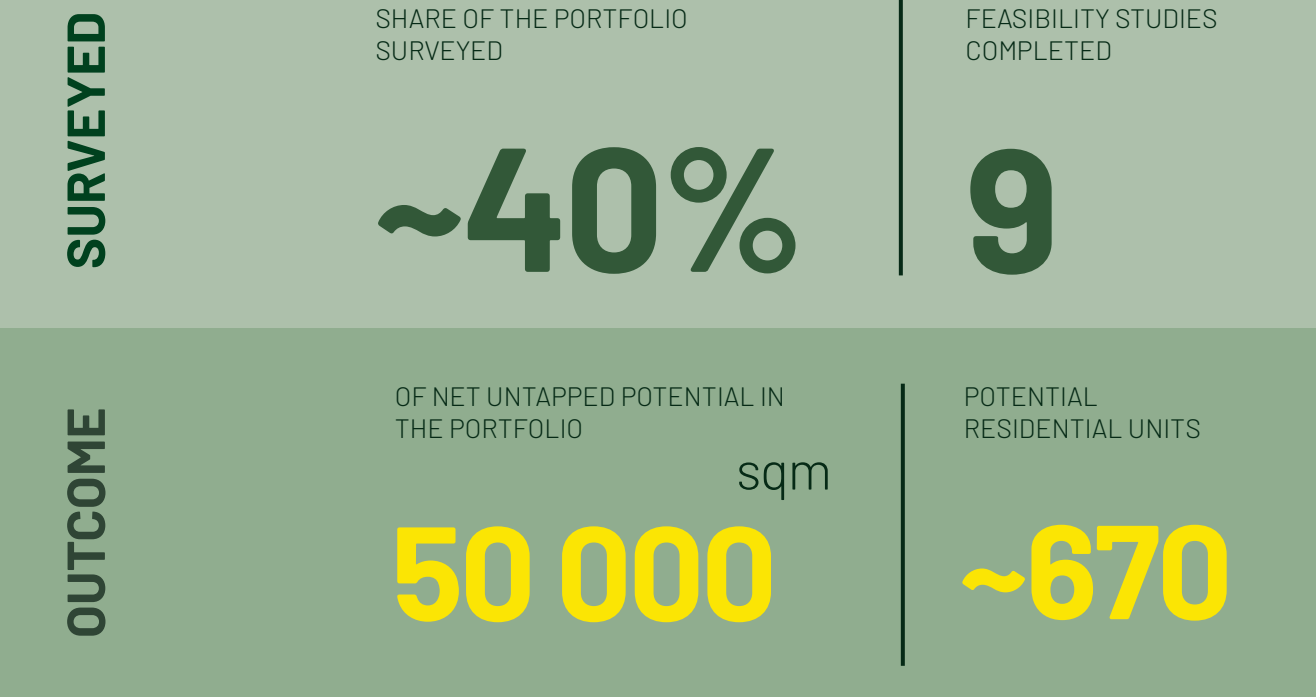 SURVEYED
SHARE OF THE PORTFOLIO
SURVEYED
~40%
FEASIBILITY STUDIES
COMPLETED
9
OUTCOME
OF NET UNTAPPED POTENTIAL IN
THE PORTFOLIO
sqm
50 000
POTENTIAL
RESIDENTIAL UNITS
~670